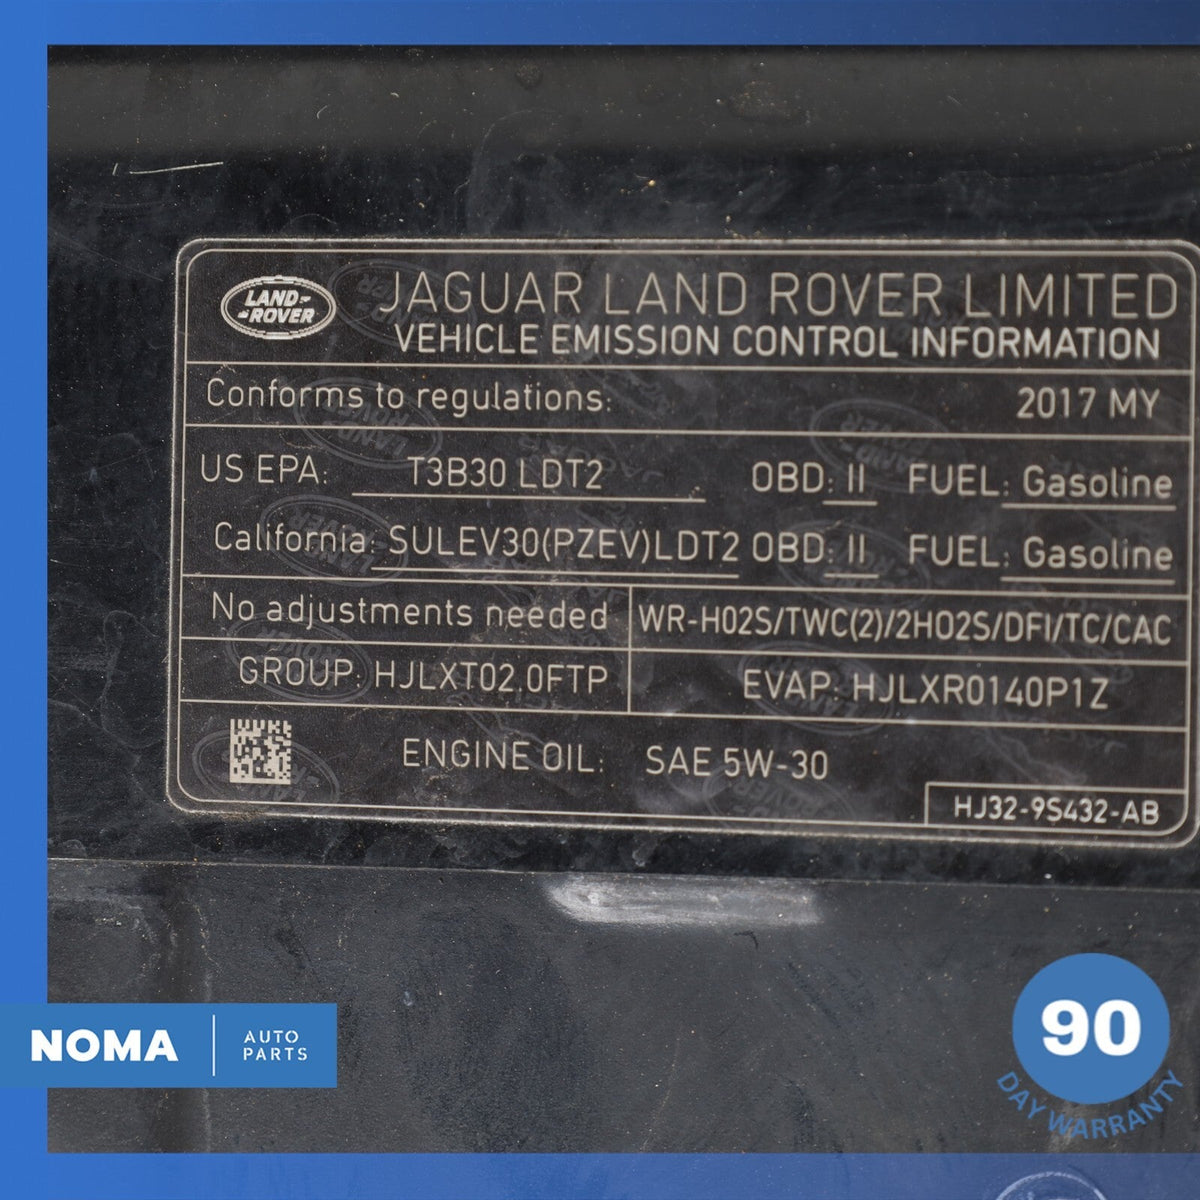 LAND-
-ROVER
JAGUAR LAND ROVER LIMITED
VEHICLE EMISSION CONTROL INFORMATION
Conforms to regulations: 2017 MY
US EPA: T3B30 LDT2 OBD: II FUEL: Gasoline
California: SULEV30(PZEV)LDT2 OBD: II FUEL: Gasoline
No adjustments needed WR-HO2S/TWC(2)/2HO2S/DFI/TC/CAC
GROUP: HJLXT02.0FTP EVAP: HJLXR0140P1Z
ENGINE OIL: SAE 5W-30
HJ32-9S432-AB
NOMA AUTO
PARTS
90
DAY WARRANTY